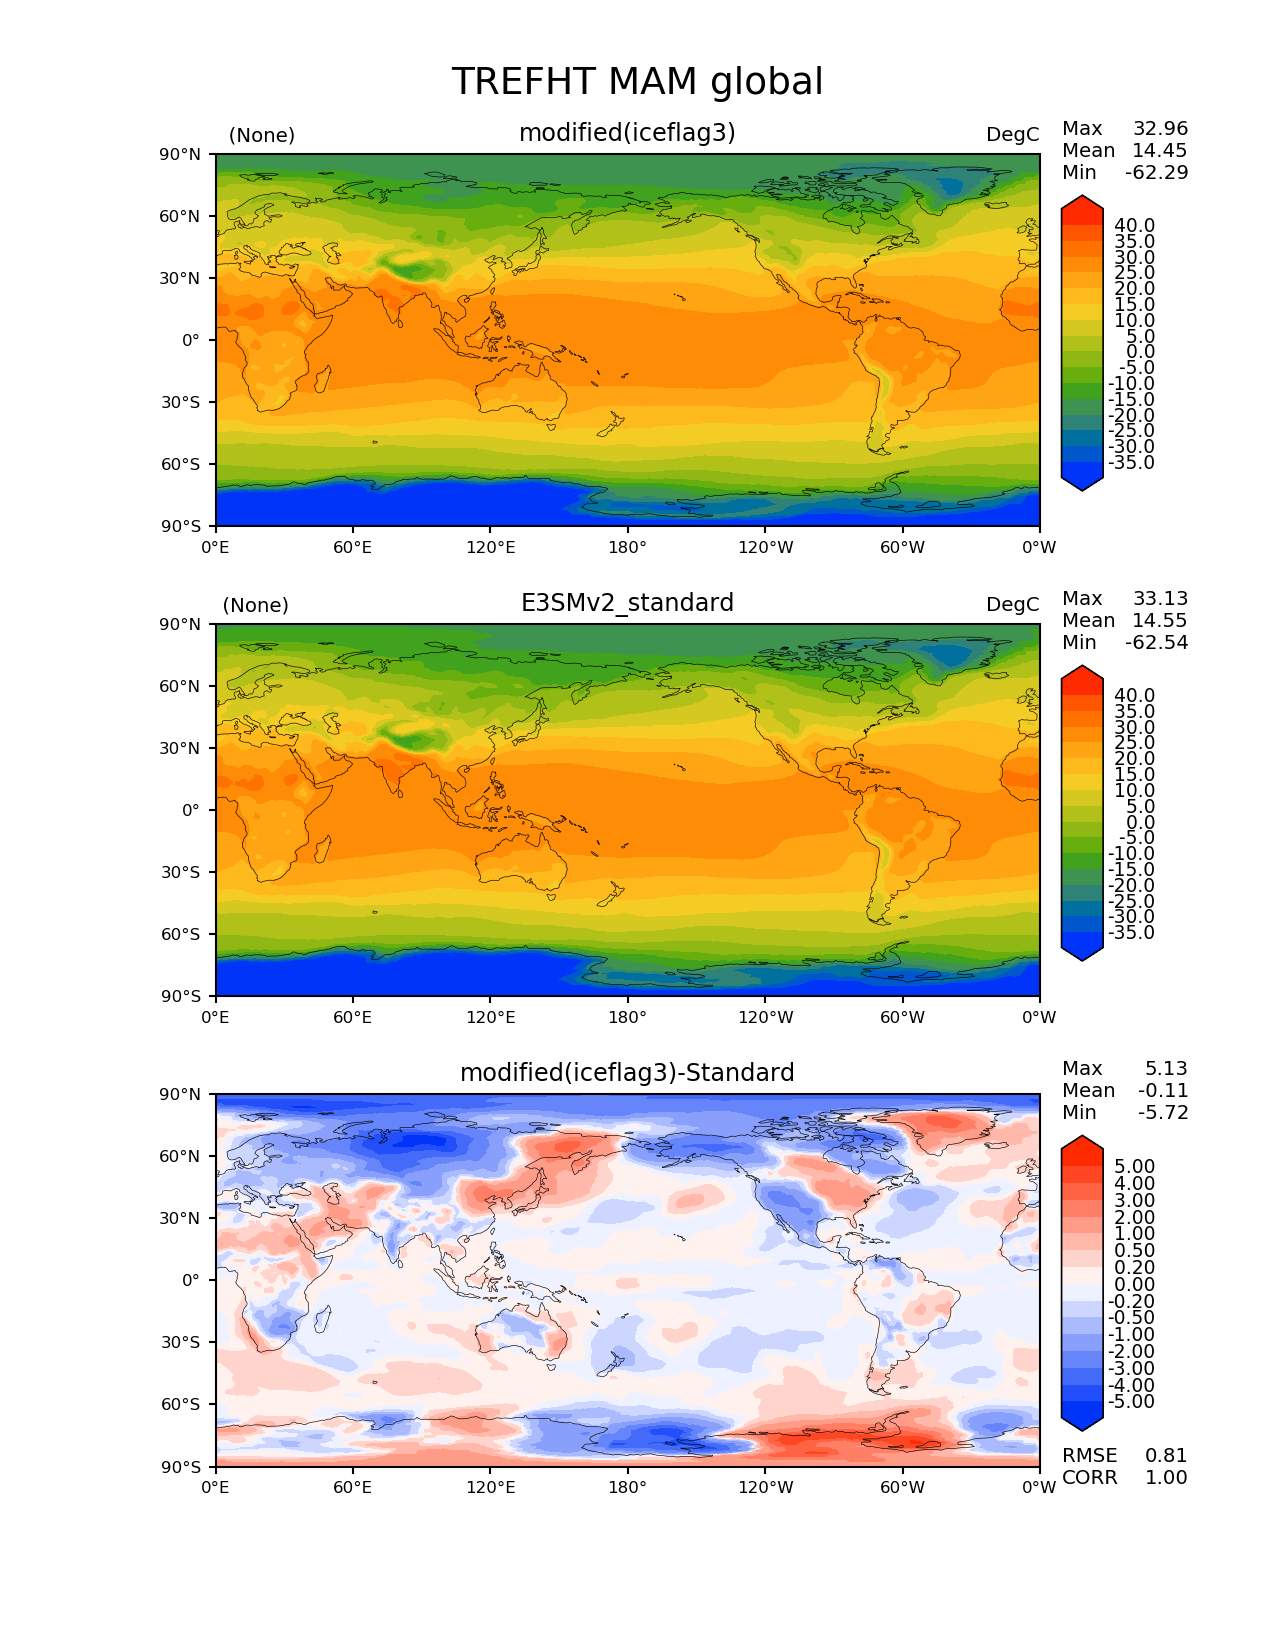 TREFHT MAM global
(None) modified(iceflag3) DegC
Max 32.96
Mean 14.45
Min -62.29
90°N
60°N
30°N
0°
30°S
60°S
90°S
0°E 60°E 120°E 180° 120°W 60°W 0°W
40.0
35.0
30.0
25.0
20.0
15.0
10.0
5.0
0.0
-5.0
-10.0
-15.0
-20.0
-25.0
-30.0
-35.0
(None) E3SMv2_standard DegC
Max 33.13
Mean 14.55
Min -62.54
90°N
60°N
30°N
0°
30°S
60°S
90°S
0°E 60°E 120°E 180° 120°W 60°W 0°W
40.0
35.0
30.0
25.0
20.0
15.0
10.0
5.0
0.0
-5.0
-10.0
-15.0
-20.0
-25.0
-30.0
-35.0
modified(iceflag3)-Standard
Max 5.13
Mean -0.11
Min -5.72
90°N
60°N
30°N
0°
30°S
60°S
90°S
0°E 60°E 120°E 180° 120°W 60°W 0°W
5.00
4.00
3.00
2.00
1.00
0.50
0.20
0.00
-0.20
-0.50
-1.00
-2.00
-3.00
-4.00
-5.00
RMSE 0.81
CORR 1.00